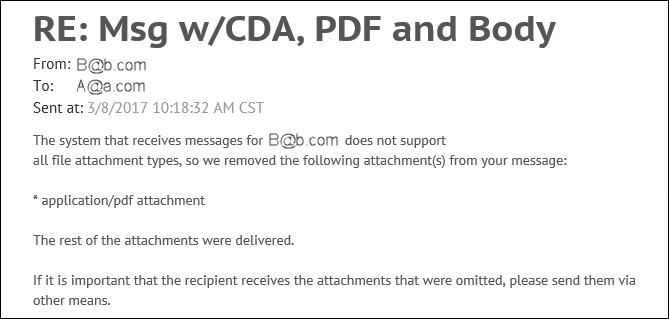 RE: Msg w/CDA, PDF and Body
From: B@b.com
To: A@a.com
Sent at: 3/8/2017 10:18:32 AM CST
The system that receives messages for B@b.com does not support
all file attachment types, so we removed the following attachment(s) from your message:
* application/pdf attachment
The rest of the attachments were delivered.
If it is important that the recipient receives the attachments that were omitted, please send them via
other means.